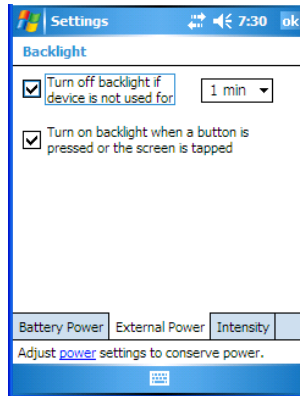 Settings 7:30 ok
Backlight
Turn off backlight if
device is not used for 1 min
Turn on backlight when a button is
pressed or the screen is tapped
Battery Power External Power Intensity
Adjust power settings to conserve power.